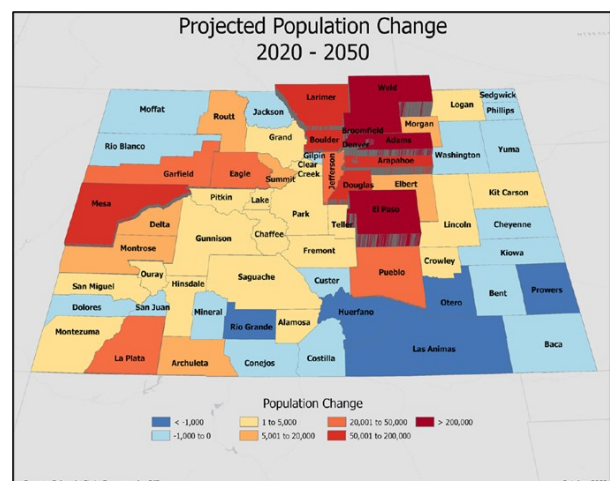 Projected Population Change
2020 - 2050
Moffat
Routt
Jackson
Larimer
Weld
Logan
Sedgwick
Phillips
Rio Blanco
Grand
Boulder
Broomfield
Morgan
Washington
Yuma
Gilpin
Denver
Adams
Garfield
Eagle
Summit
Clear
Creek
Jefferson
Arapahoe
Mesa
Pitkin
Lake
Park
Douglas
Elbert
Kit Carson
Delta
Gunnison
Chaffee
Teller
El Paso
Lincoln
Cheyenne
Montrose
Fremont
Crowley
Kiowa
Ouray
San Miguel
Hinsdale
Saguache
Custer
Pueblo
Otero
Bent
Prowers
Dolores
San Juan
Mineral
Rio Grande
Alamosa
Huerfano
Montezuma
La Plata
Archuleta
Conejos
Costilla
Las Animas
Baca
Population Change
< -1,000
1 to 5,000
20,001 to 50,000
> 200,000
-1,000 to 0
5,001 to 20,000
50,001 to 200,000